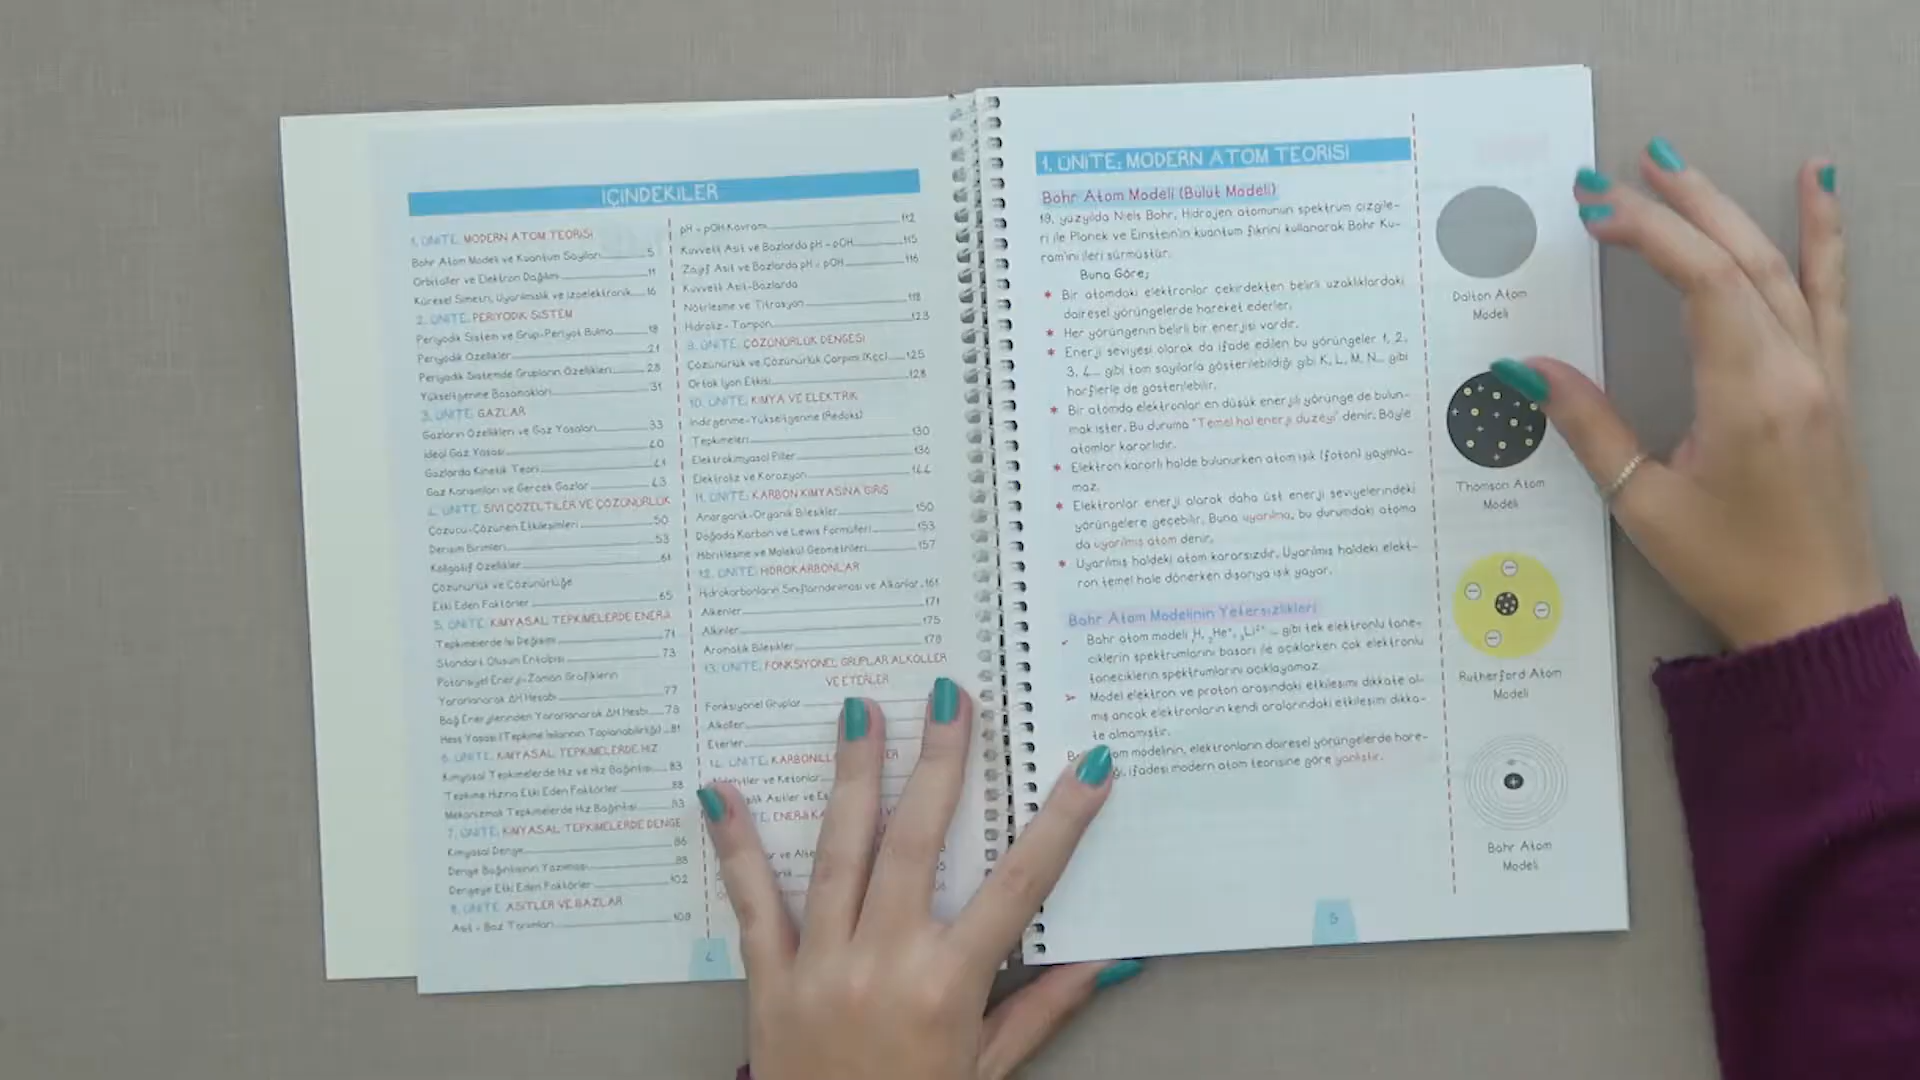 İÇİNDEKİLER
1. ÜNİTE: MODERN ATOM TEORİSİ
Bohr Atom Modeli ve Kuantum Sayıları 5
Orbitaller ve Elektron Dağılımı 11
Küresel Simetri, Uyarılmışlık ve İzoelektronik 16
2. ÜNİTE: PERİYODİK SİSTEM
Periyodik Sistem ve Grup-Periyot Bulma 18
Periyodik Özellikler 21
Periyodik Sistemde Grupların Özellikleri 28
Yükseltgenme Basamakları 31
3. ÜNİTE: GAZLAR
Gazların Özellikleri ve Gaz Yasaları 33
İdeal Gaz Yasası 40
Gazlarda Kinetik Teori 41
Gaz Karışımları ve Gerçek Gazlar 43
4. ÜNİTE: SIVI ÇÖZELTİLER VE ÇÖZÜNÜRLÜK
Çözücü-Çözünen Etkileşimleri 50
Derişim Birimleri 53
Koligatif Özellikler 61
Çözünürlük ve Çözünürlüğe
Etki Eden Faktörler 65
5. ÜNİTE: KİMYASAL TEPKİMELERDE ENERJİ
Tepkimelerde Isı Değişimi 71
Standart Oluşum Entalpisi 73
Potansiyel Enerji-Zaman Grafiklerin
Yararlanarak ΔH Hesabı 77
Bağ Enerjilerinden Yararlanarak ΔH Hesbı 78
Hess Yasası (Tepkime Isılarının Toplanabilirliği) 81
6. ÜNİTE: KİMYASAL TEPKİMELERDE HIZ
Kimyasal Tepkimelerde Hız ve Hız Bağıntısı 83
Tepkime Hızına Etki Eden Faktörler 88
Mekanizmalı Tepkimelerde Hız Bağıntısı
7. ÜNİTE: KİMYASAL TEPKİMELERDE DENGE
Kimyasal Denge
Denge Bağıntısının Yazılması
Dengeye Etki Eden Faktörler 102
8. ÜNİTE: ASİTLER VE BAZLAR
Asit - Baz Tanımları 109
pH - pOH Kavramı 112
Kuvvetli Asit ve Bazlarda pH - pOH 115
Zayıf Asit ve Bazlarda pH - pOH 116
Kuvvetli Asit-Bazlarda
Nötrleşme ve Titrasyon 118
Hidroliz - Tampon 123
9. ÜNİTE: ÇÖZÜNÜRLÜK DENGESİ
Çözünürlük ve Çözünürlük Çarpımı (Kçç) 125
Ortak İyon Etkisi 128
10. ÜNİTE: KİMYA VE ELEKTRİK
İndirgenme-Yükseltgenme (Redoks)
Tepkimeleri 130
Elektrokimyasal Piller 136
Elektroliz ve Korozyon 144
11. ÜNİTE: KARBON KİMYASINA GİRİŞ
Anorganik-Organik Bileşikler 150
Doğada Karbon ve Lewis Formülleri 153
Hibritleşme ve Molekül Geometrileri 157
12. ÜNİTE: HİDROKARBONLAR
Hidrokarbonların Sınıflandırılması ve Alkanlar 161
Alkenler 171
Alkinler 175
Aromatik Bileşikler 178
13. ÜNİTE: FONKSİYONEL GRUPLAR ALKOLLER
VE ETERLER
Fonksiyonel Gruplar
Alkoller
Eterler
14. ÜNİTE:
ve Ketonlar
Asitler ve
4
1. ÜNİTE: MODERN ATOM TEORİSİ
Bohr Atom Modeli (Bulut Modeli)
19. yüzyılda Niels Bohr, Hidrojen atomunun spektrum çizgile-
ri ile Planck ve Einstein'in kuantum fikrini kullanarak Bohr Ku-
ramını ileri sürmüştür.
Buna Göre;
* Bir atomdaki elektronlar çekirdekten belirli uzaklıklardaki
dairesel yörüngelerde hareket ederler.
* Her yörüngenin belirli bir enerjisi vardır.
* Enerji seviyesi olarak da ifade edilen bu yörüngeler 1, 2,
3, 4... gibi tam sayılarla gösterilebildiği gibi K, L, M, N... gibi
harflerle de gösterilebilir.
* Bir atomda elektronlar en düşük enerjili yörünge de bulun-
mak ister. Bu duruma "Temel hal enerji düzeyi" denir. Böyle
atomlar kararlıdır.
* Elektron kararlı halde bulunurken atom ışık (foton) yayınla-
maz.
* Elektronlar enerji alarak daha üst enerji seviyelerindeki
yörüngelere geçebilir. Buna uyarılma, bu durumdaki atoma
da uyarılmış atom denir.
* Uyarılmış haldeki atom kararsızdır. Uyarılmış haldeki elekt-
ron temel hale dönerken dışarıya ışık yayar.
Bohr Atom Modelinin Yetersizlikleri
Bohr atom modeli ₁H, ₂He⁺, ₃Li²⁺ ... gibi tek elektronlu tane-
ciklerin spektrumlarını başarı ile açıklarken çok elektronlu
taneciklerin spektrumlarını açıklayamaz.
➢ Model elektron ve proton arasındaki etkileşimi dikkate al-
mış ancak elektronların kendi aralarındaki etkileşimi dikka-
te almamıştır.
modelinin, elektronların dairesel yörüngelerde hare-
ifadesi modern atom teorisine göre yanlıştır.
5
Dalton Atom
Modeli
Thomson Atom
Modeli
Rutherford Atom
Modeli
Bohr Atom
Modeli